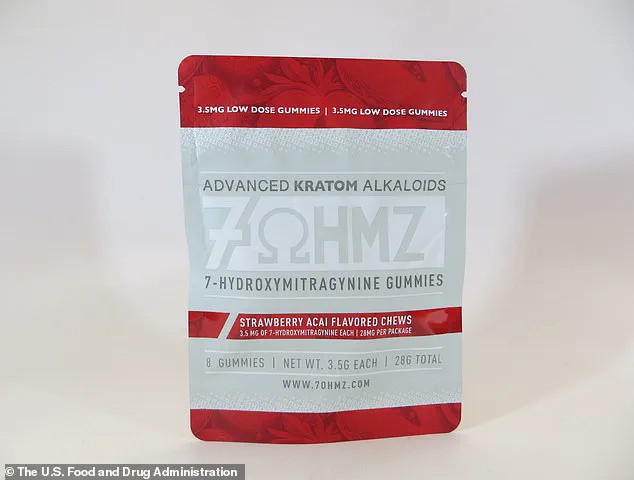 3.5MG LOW DOSE GUMMIES | 3.5MG LOW DOSE GUMMIES
ADVANCED KRATOM ALKALOIDS
7ΩHMZ
7-HYDROXYMITRAGYNINE GUMMIES
STRAWBERRY ACAI FLAVORED CHEWS
3.5 MG OF 7-HYDROXYMITRAGYNINE EACH | 28MG PER PACKAGE
8 GUMMIES | NET WT. 3.5G EACH | 28G TOTAL
WWW.7OHMZ.COM
© The U.S. Food and Drug Administration